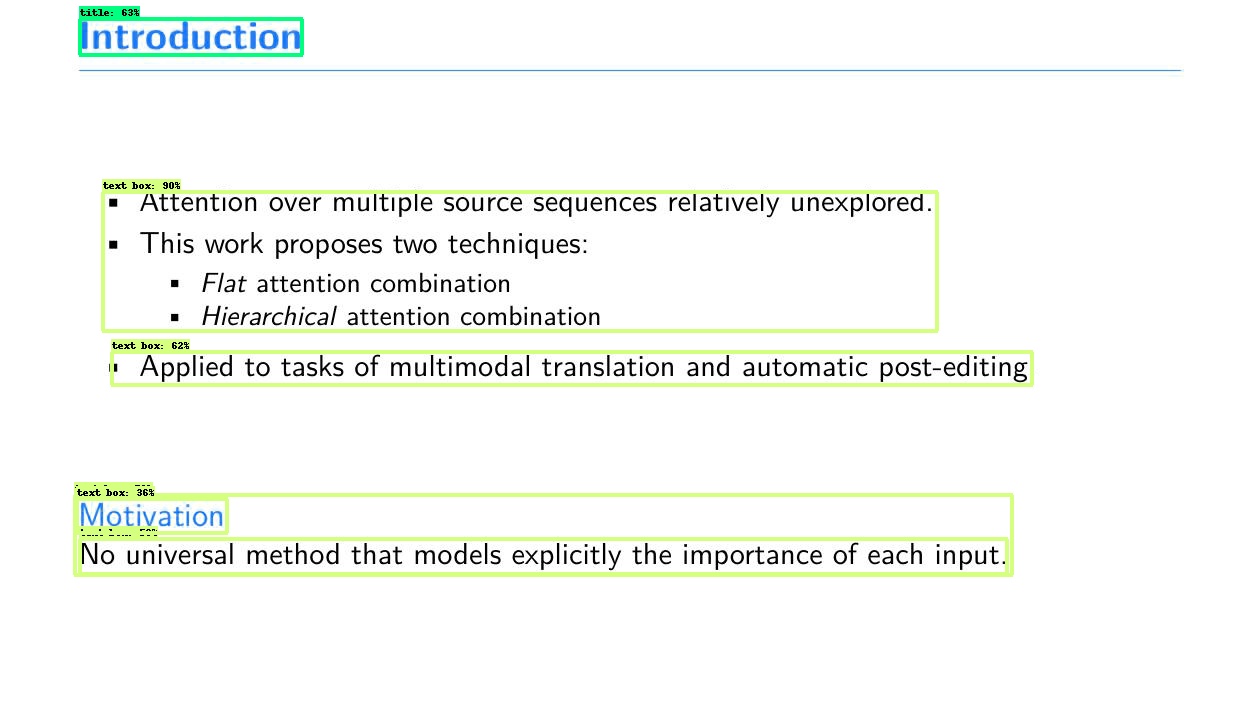 title: 63%
Introduction
text box: 90%
▪ Attention over multiple source sequences relatively unexplored.
▪ This work proposes two techniques:
▪ Flat attention combination
▪ Hierarchical attention combination
text box: 62%
▪ Applied to tasks of multimodal translation and automatic post-editing
text box: 36%
Motivation
No universal method that models explicitly the importance of each input.